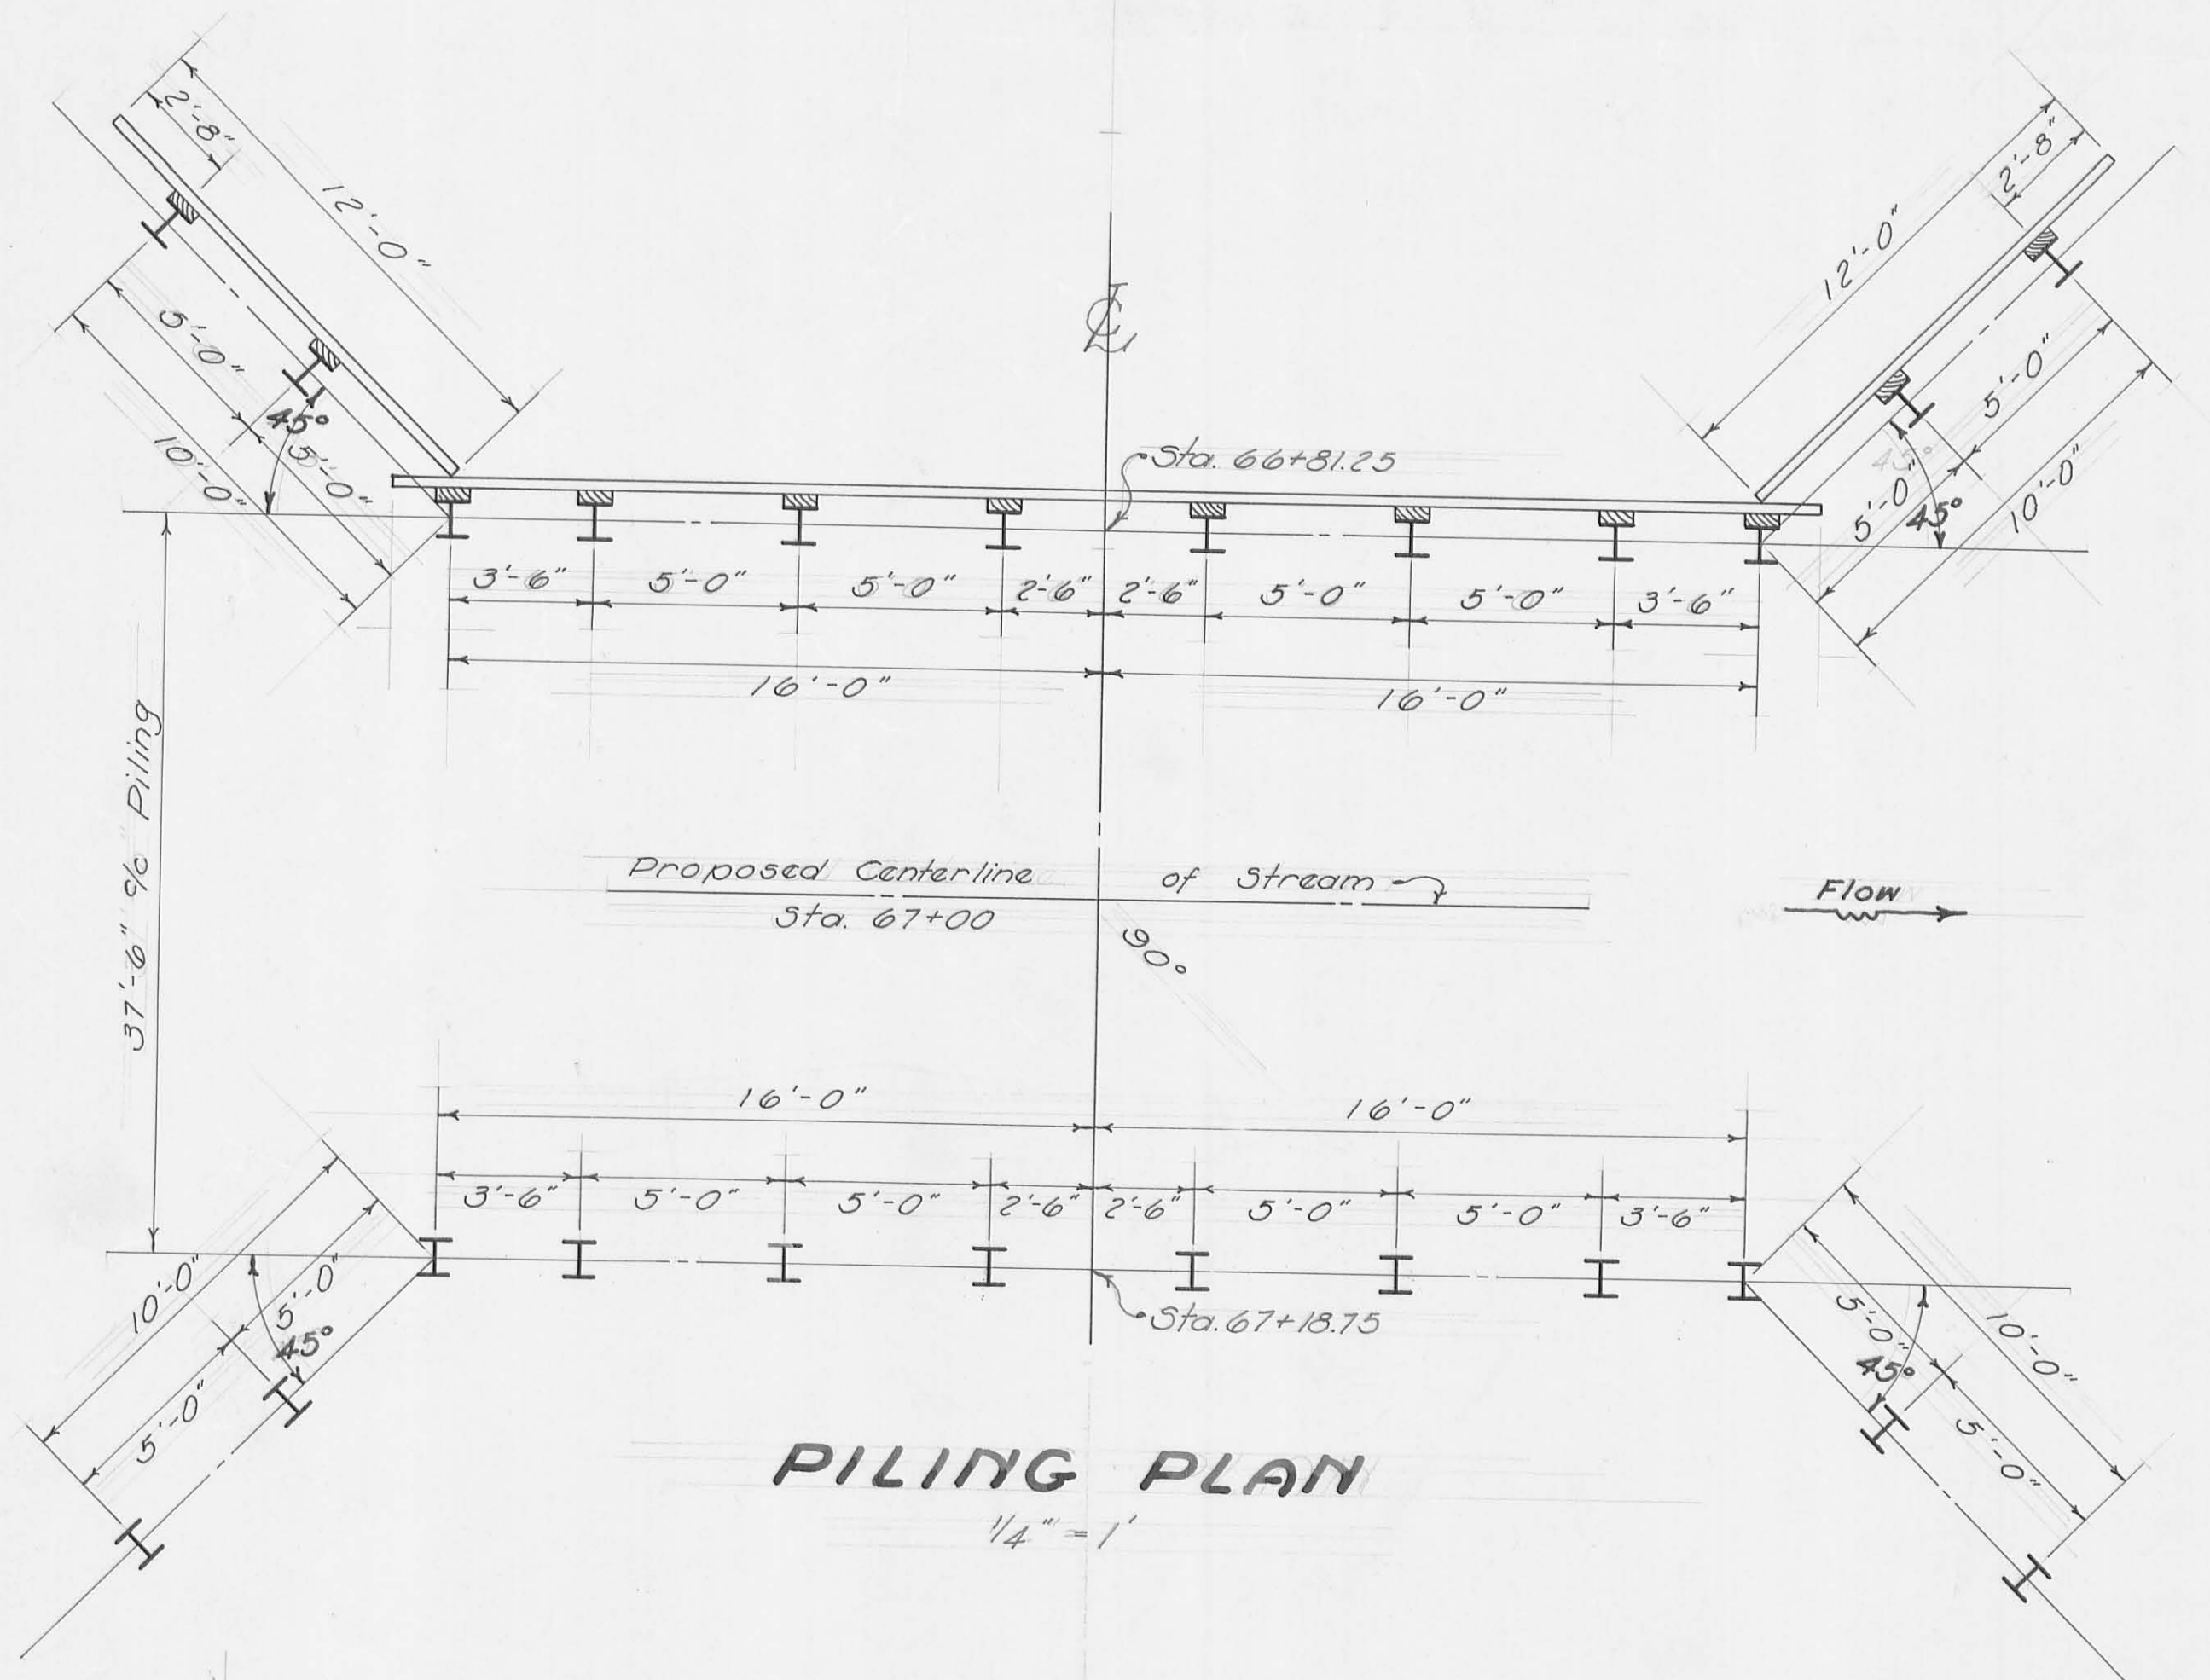 2'-8"
12'-0"
5'-0"
10'-0"
45°
5'-0"
℄
Sta. 66+81.25
2'-8"
12'-0"
5'-0"
10'-0"
45°
5'-0"
45°
3'-6" 5'-0" 5'-0" 2'-6" 2'-6" 5'-0" 5'-0" 3'-6"
16'-0" 16'-0"
37'-6" c/c Piling
Proposed Centerline of Stream
Sta. 67+00
90°
Flow
16'-0" 16'-0"
3'-6" 5'-0" 5'-0" 2'-6" 2'-6" 5'-0" 5'-0" 3'-6"
10'-0"
5'-0"
45°
5'-0"
Sta. 67+18.75
5'-0"
10'-0"
45°
5'-0"
PILING PLAN
1/4" = 1'